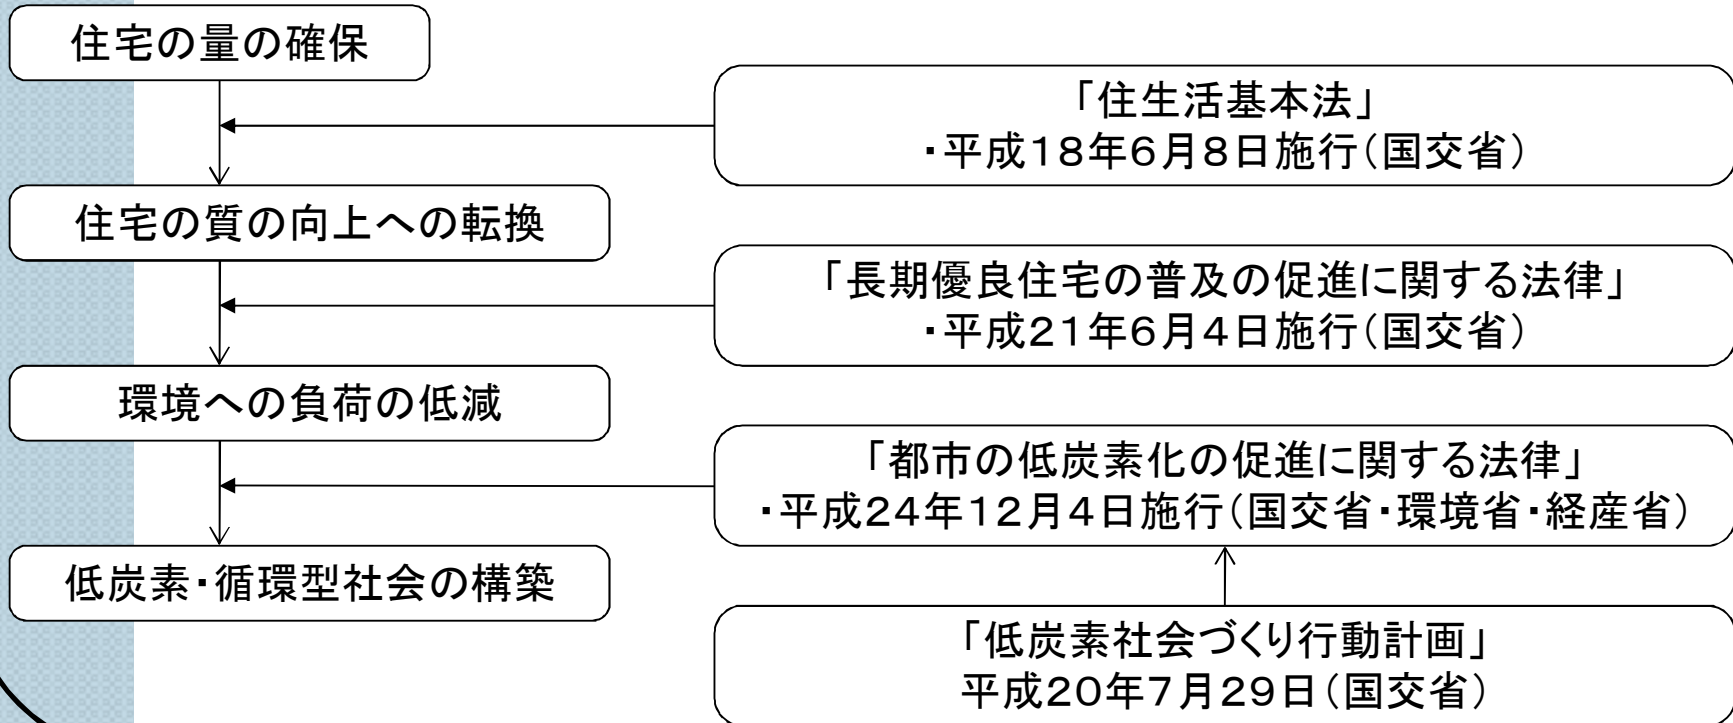 住宅の量の確保
「住生活基本法」
・平成18年6月8日施行(国交省)
住宅の質の向上への転換
「長期優良住宅の普及の促進に関する法律」
・平成21年6月4日施行(国交省)
環境への負荷の低減
「都市の低炭素化の促進に関する法律」
・平成24年12月4日施行(国交省・環境省・経産省)
低炭素・循環型社会の構築
「低炭素社会づくり行動計画」
平成20年7月29日(国交省)